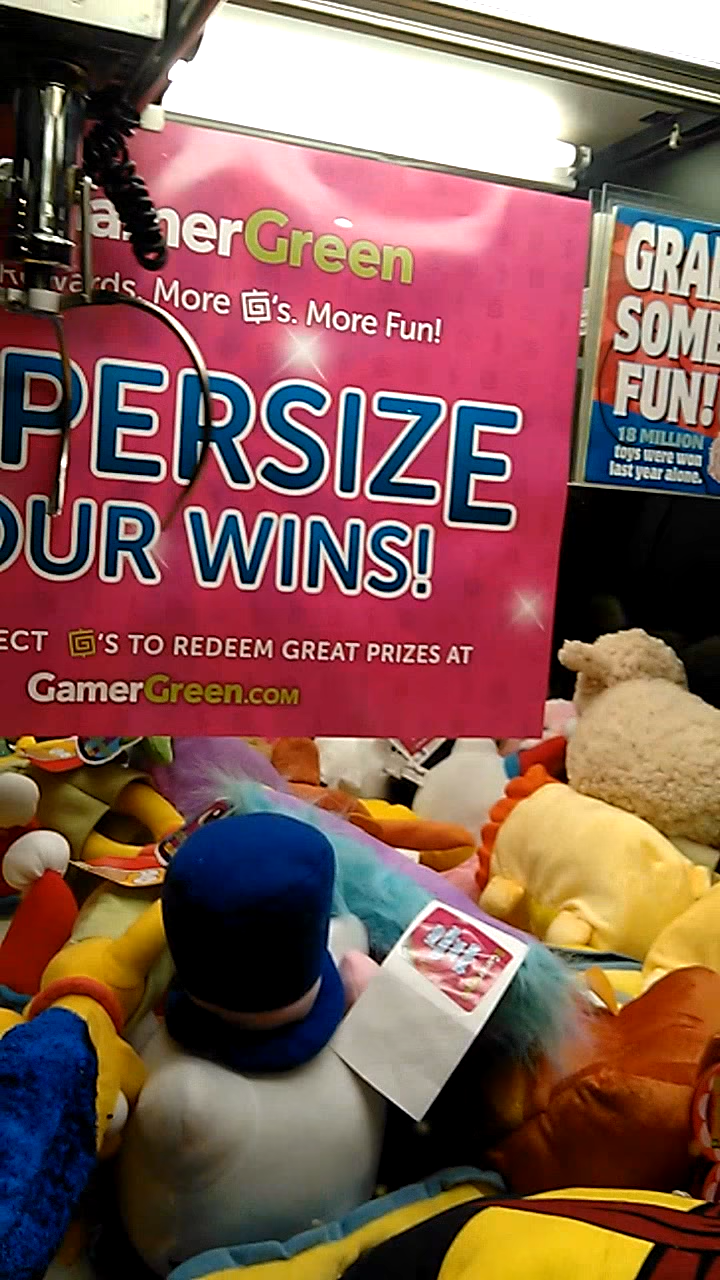 amerGreen
Rewards. More G's. More Fun!
PERSIZE
OUR WINS!
ECT G'S TO REDEEM GREAT PRIZES AT
GamerGreen.COM
GRA
SOME
FUN!
18 MILLION
toys were won
last year alone.